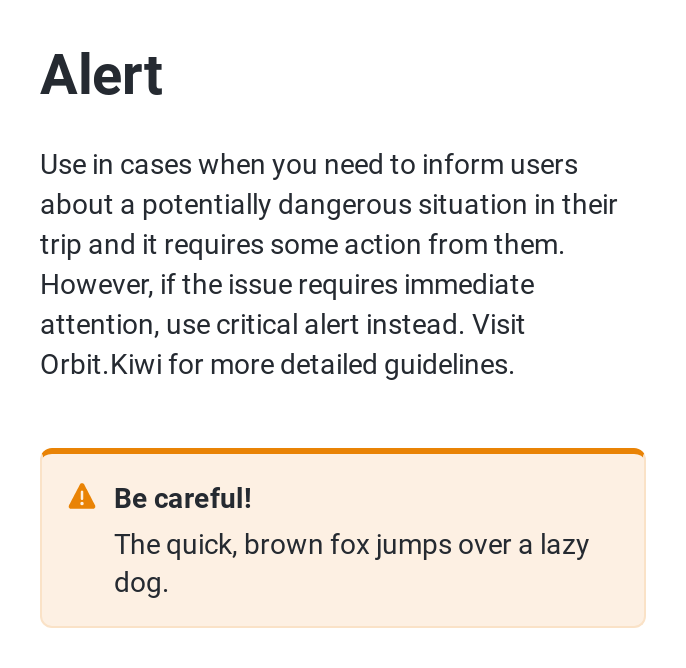 Alert
Use in cases when you need to inform users
about a potentially dangerous situation in their
trip and it requires some action from them.
However, if the issue requires immediate
attention, use critical alert instead. Visit
Orbit.Kiwi for more detailed guidelines.
Be careful!
The quick, brown fox jumps over a lazy
dog.